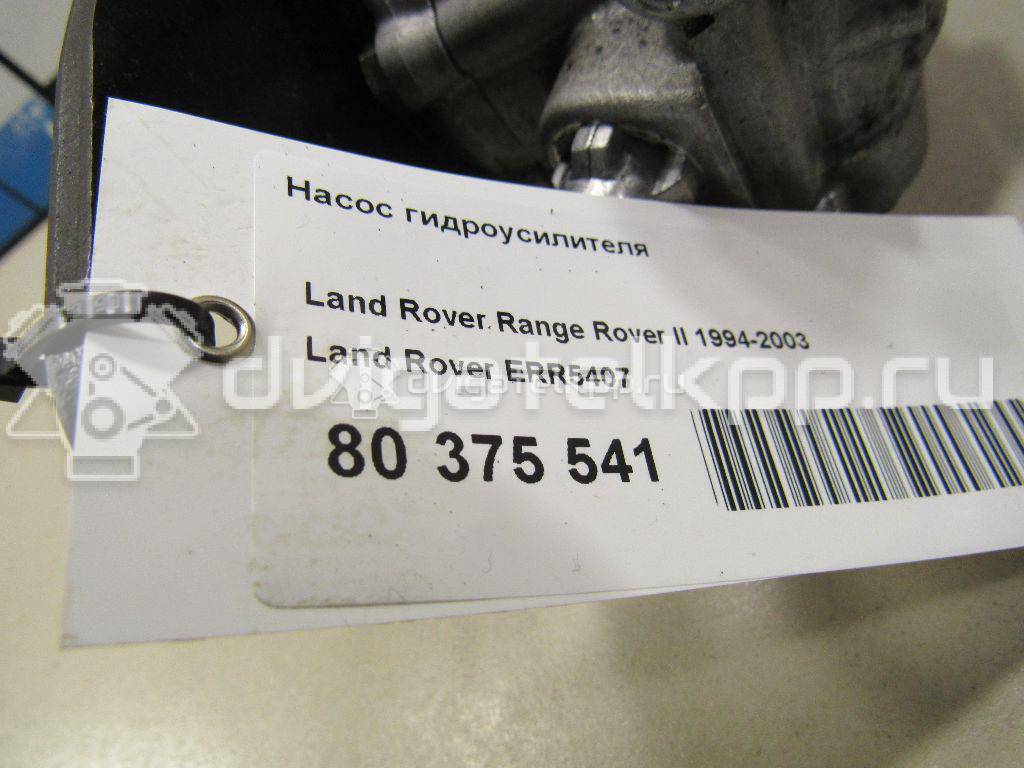 Насос гидроусилителя
Land Rover Range Rover II 1994-2003
Land Rover ERR5407
dvigatelkpp.ru
80 375 541